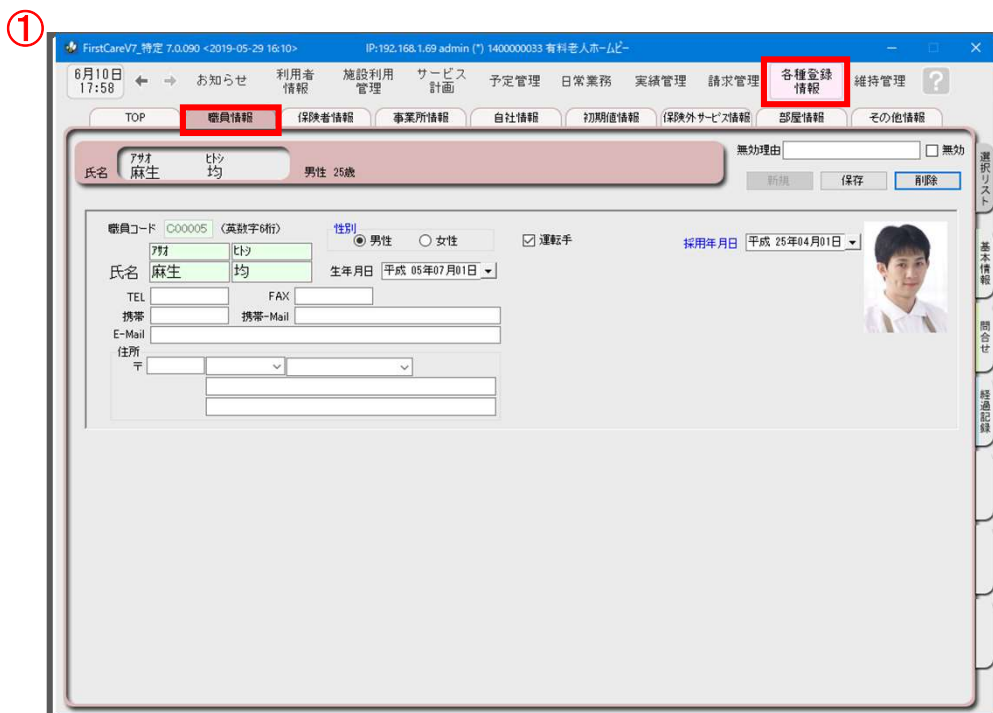 ①
FirstCareV7_特定 7.0.090 <2019-05-29 16:10> IP:192.168.1.69 admin (*) 1400000033 有料老人ホームビー
6月10日
17:58
お知らせ
利用者
情報
施設利用
管理
サービス
計画
予定管理
日常業務
実績管理
請求管理
各種登録
情報
維持管理
?
TOP 職員情報 保険者情報 事業所情報 自社情報 初期値情報 保険外サービス情報 部屋情報 その他情報
無効理由 無効
アサオ ヒトシ
氏名 麻生 均 男性 25歳
新規 保存 削除
職員コード C00005 (英数字6桁) 性別 男性 女性 運転手 採用年月日 平成 25年04月01日
アサオ ヒトシ
氏名 麻生 均 生年月日 平成 05年07月01日
TEL FAX
携帯 携帯-Mail
E-Mail
住所
〒
選択リスト
基本情報
問合せ
経過記録